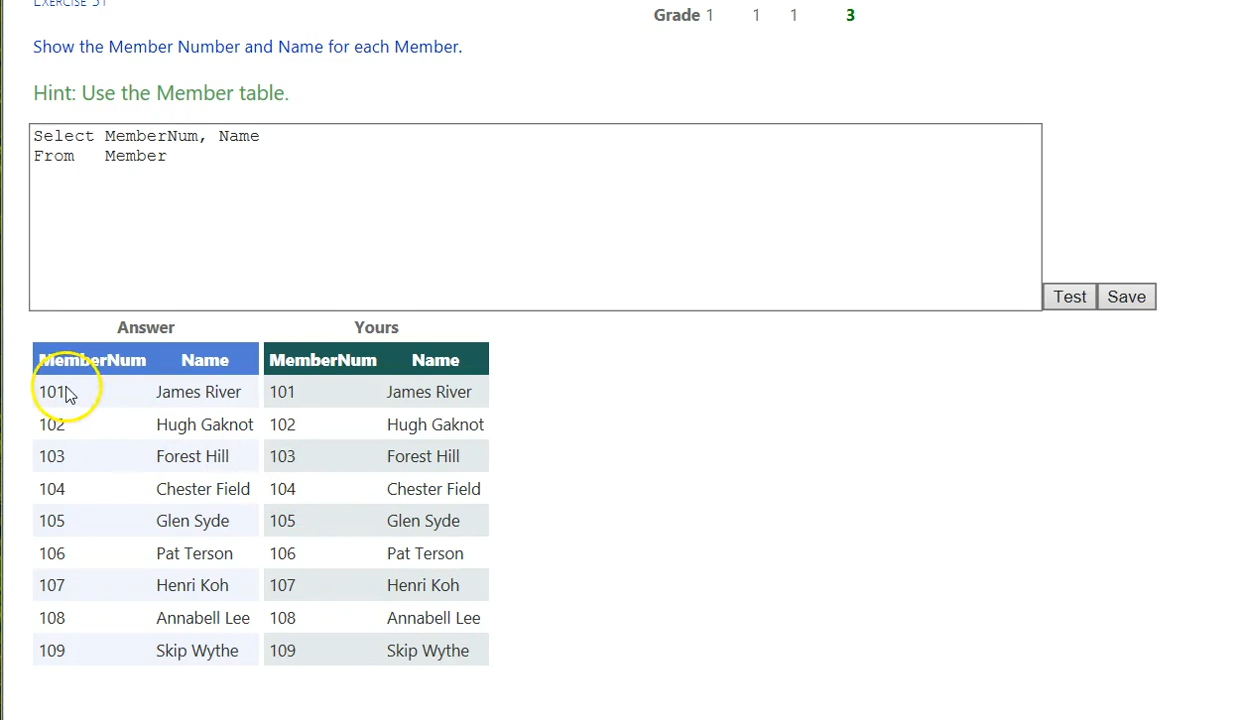 EXERCISE 31
Grade 1 1 1 3
Show the Member Number and Name for each Member.
Hint: Use the Member table.
Select MemberNum, Name
From Member
Test Save
Answer Yours
MemberNum Name MemberNum Name
101 James River 101 James River
102 Hugh Gaknot 102 Hugh Gaknot
103 Forest Hill 103 Forest Hill
104 Chester Field 104 Chester Field
105 Glen Syde 105 Glen Syde
106 Pat Terson 106 Pat Terson
107 Henri Koh 107 Henri Koh
108 Annabell Lee 108 Annabell Lee
109 Skip Wythe 109 Skip Wythe